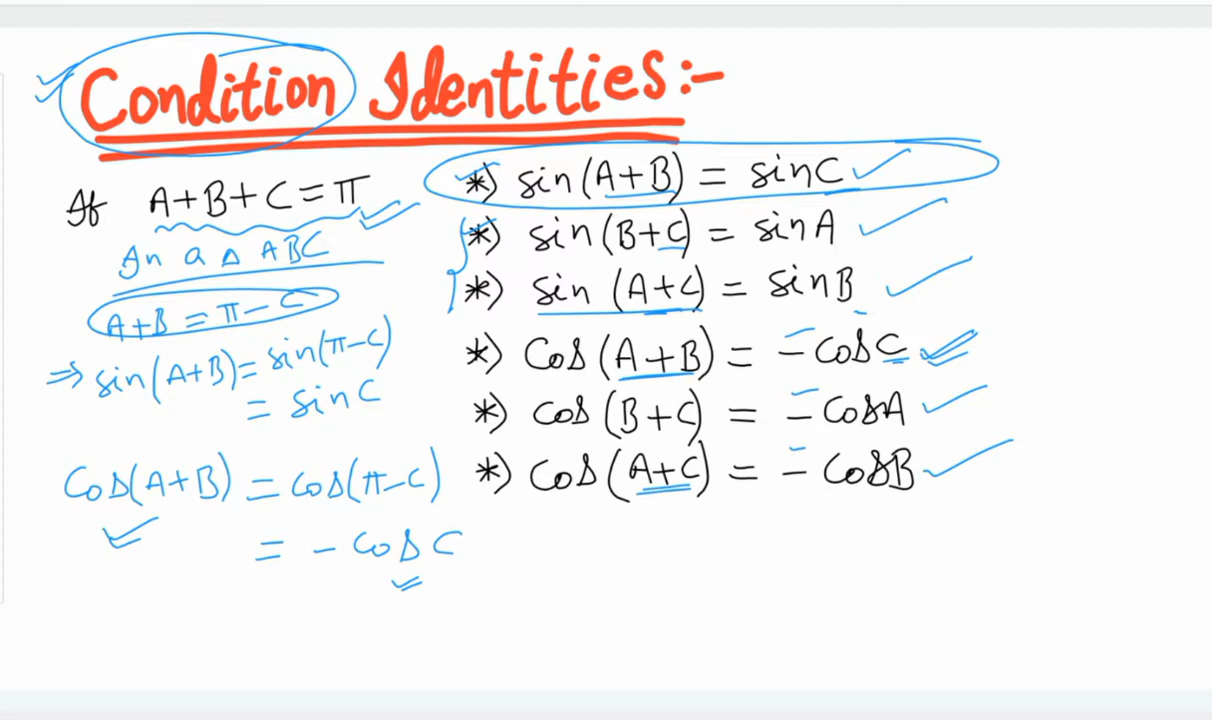 Condition Identities:-
If A+B+C=π
In a △ ABC
A+B = π-C
⇒ sin(A+B)= sin(π-C)
= sinC
Cos(A+B) = cos(π-C)
= - cosC
*) sin(A+B) = sinC
*) sin(B+C) = sinA
*) sin (A+C) = sinB
*) Cos (A+B) = -cosC
*) cos (B+C) = -cosA
*) cos (A+C) = - cosB